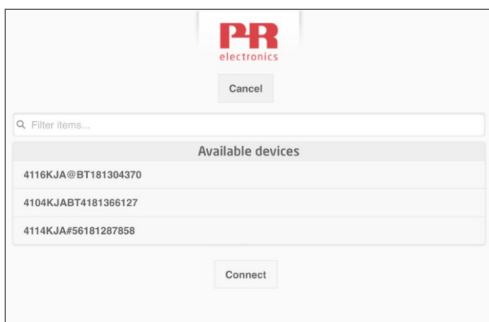 PR
electronics
Cancel
Filter items...
Available devices
4116KJA@BT181304370
4104KJABT4181366127
4114KJA#56181287858
Connect